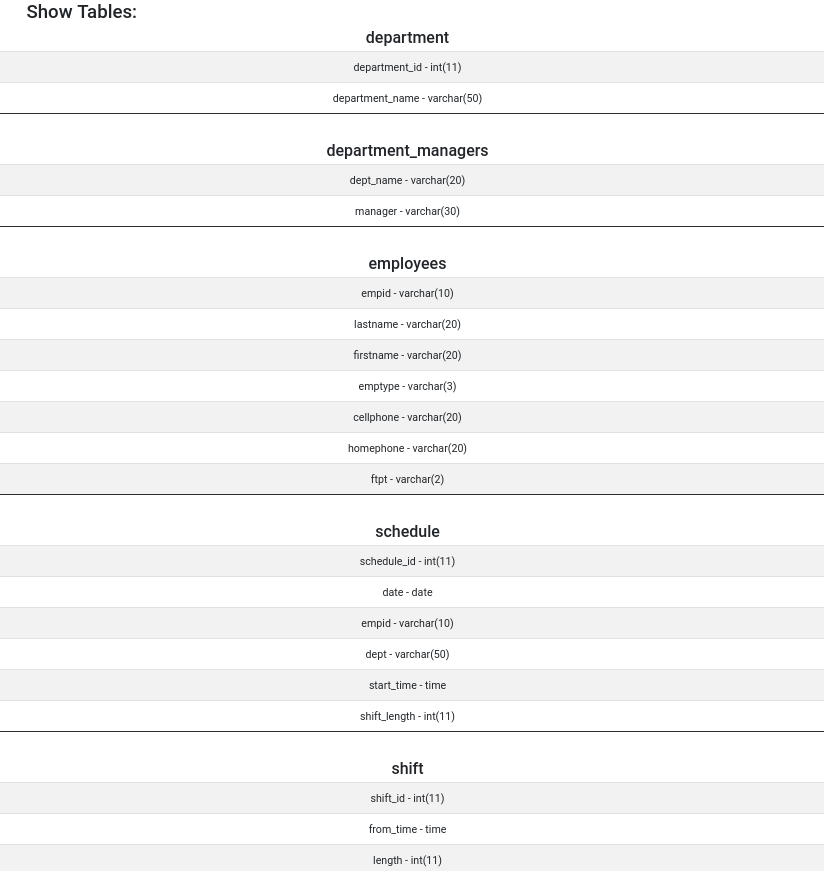 Show Tables:
department
department_id - int(11)
department_name - varchar(50)
department_managers
dept_name - varchar(20)
manager - varchar(30)
employees
empid - varchar(10)
lastname - varchar(20)
firstname - varchar(20)
emptype - varchar(3)
cellphone - varchar(20)
homephone - varchar(20)
ftpt - varchar(2)
schedule
schedule_id - int(11)
date - date
empid - varchar(10)
dept - varchar(50)
start_time - time
shift_length - int(11)
shift
shift_id - int(11)
from_time - time
length - int(11)